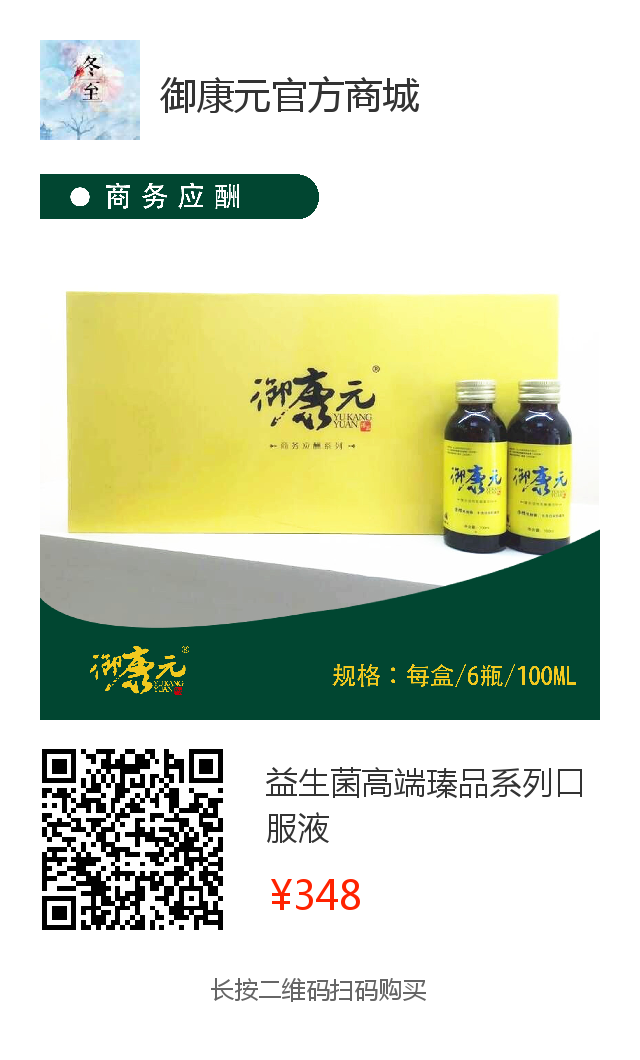 冬
至
御康元官方商城
商务应酬
御康元®
YU KANG
YUAN
商务应酬系列
御康元
御康元
御康元®
YU KANG
YUAN
规格：每盒/6瓶/100ML
益生菌高端臻品系列口
服液
¥348
长按二维码扫码购买